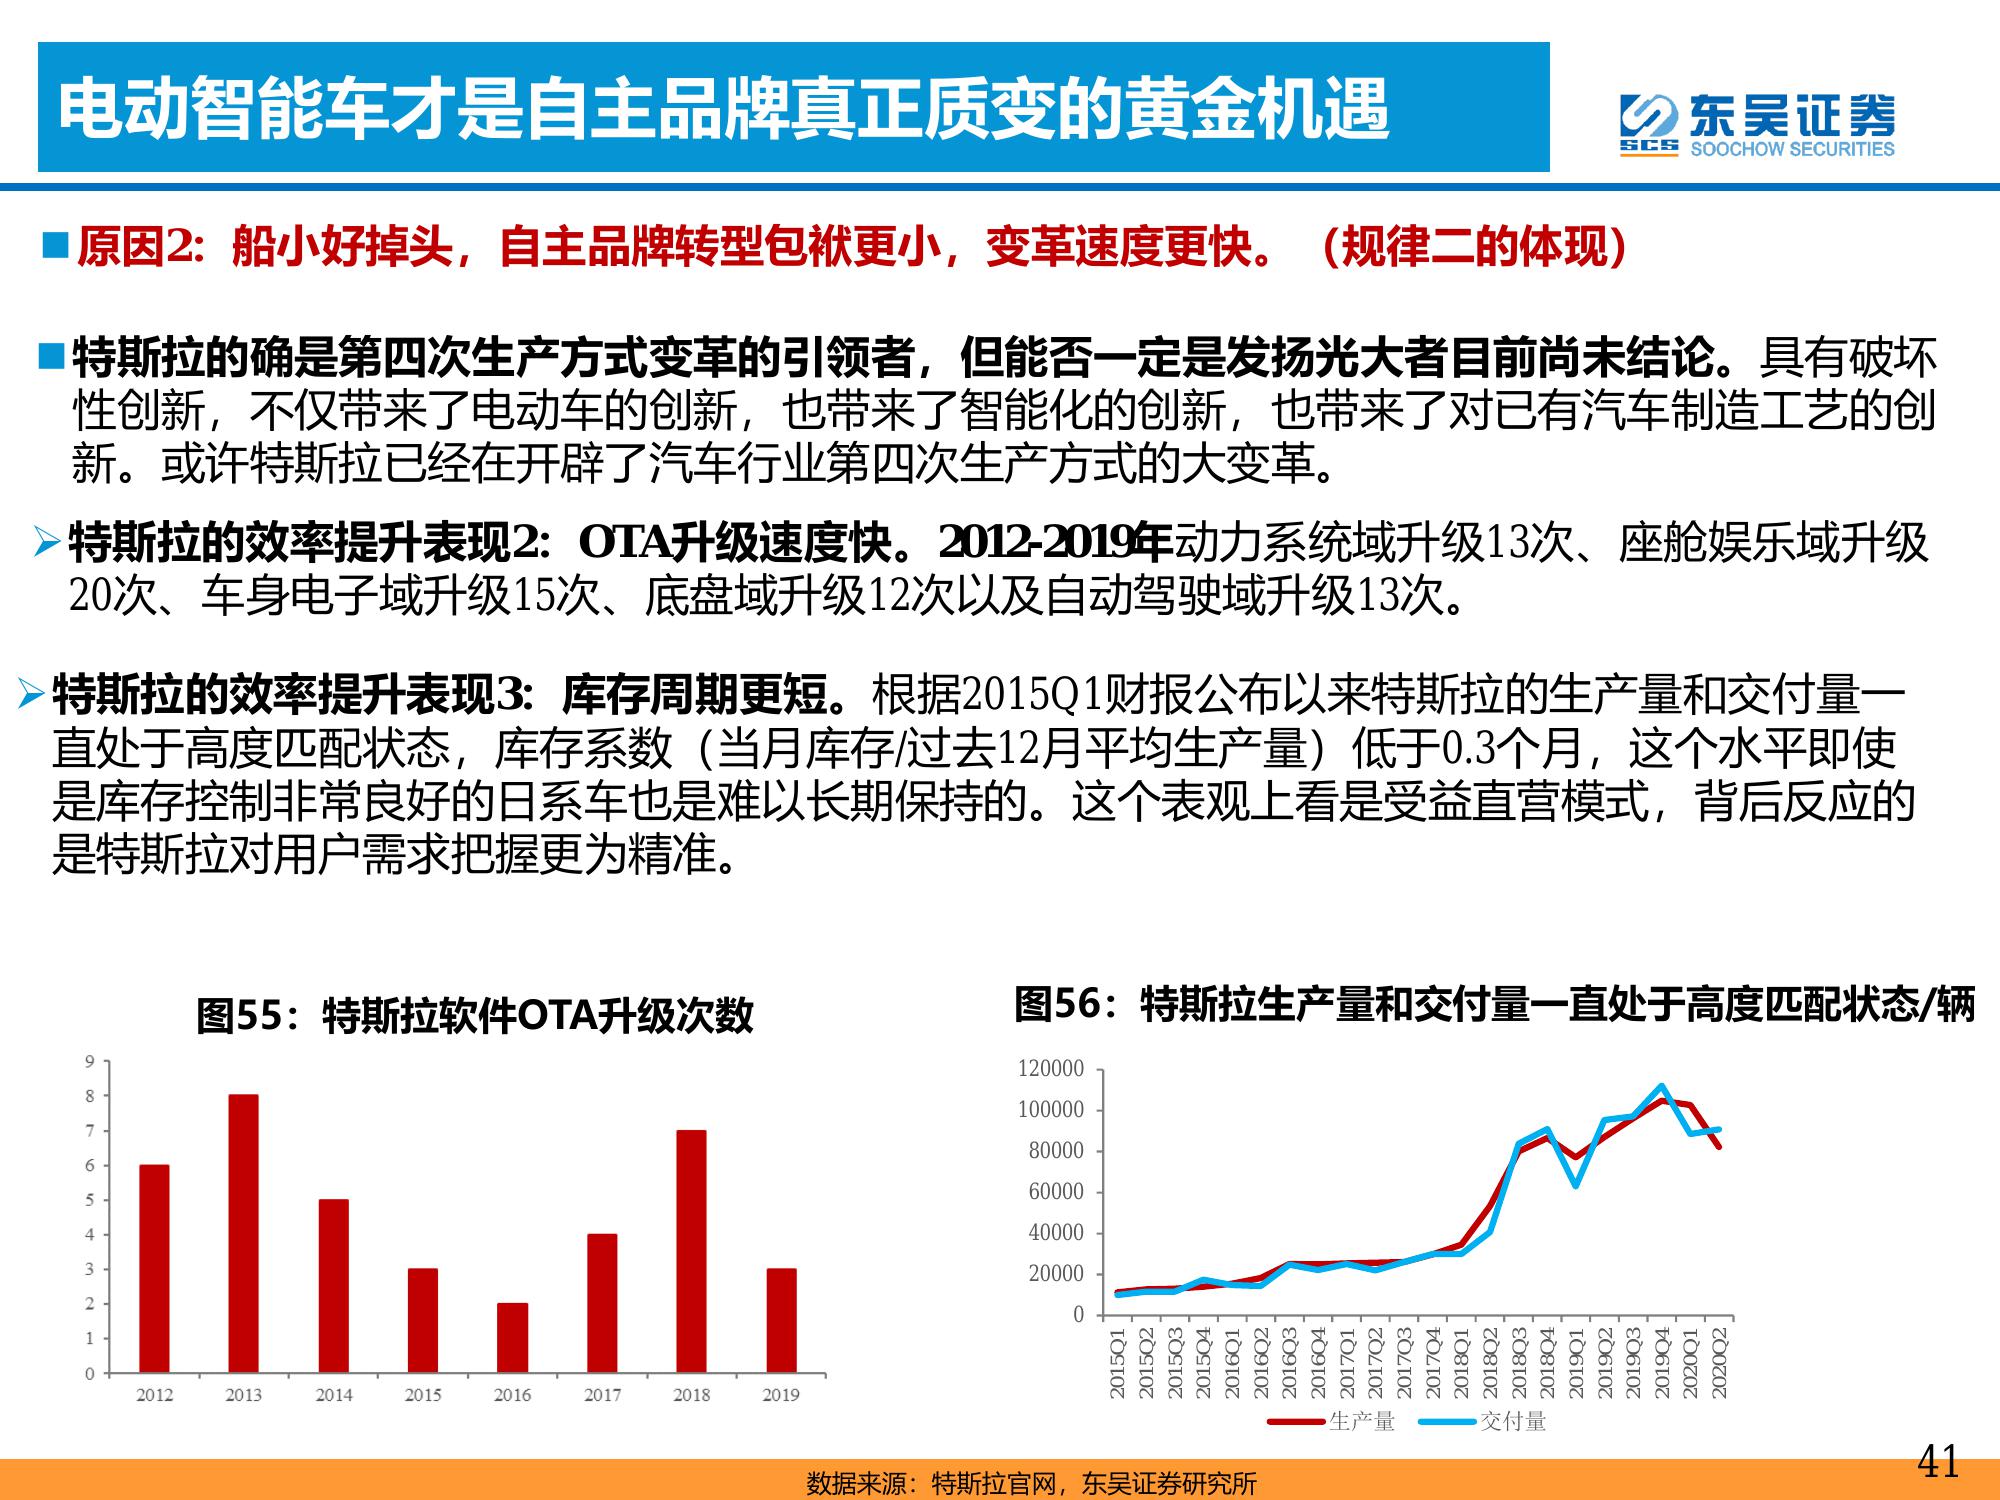 电动智能车才是自主品牌真正质变的黄金机遇
SCS
东吴证券
SOOCHOW SECURITIES
原因2:船小好掉头，自主品牌转型包袱更小，变革速度更快。（规律二的体现）
特斯拉的确是第四次生产方式变革的引领者，但能否一定是发扬光大者目前尚未结论。具有破坏
性创新，不仅带来了电动车的创新，也带来了智能化的创新，也带来了对已有汽车制造工艺的创
新。或许特斯拉已经在开辟了汽车行业第四次生产方式的大变革。
特斯拉的效率提升表现2：OTA升级速度快。2012-2019年动力系统域升级13次、座舱娱乐域升级
20次、车身电子域升级15次、底盘域升级12次以及自动驾驶域升级13次。
特斯拉的效率提升表现3：库存周期更短。根据2015Q1财报公布以来特斯拉的生产量和交付量一
直处于高度匹配状态，库存系数（当月库存/过去12月平均生产量）低于0.3个月，这个水平即使
是库存控制非常良好的日系车也是难以长期保持的。这个表观上看是受益直营模式，背后反应的
是特斯拉对用户需求把握更为精准。
图55：特斯拉软件OTA升级次数
9
8
7
6
5
4
3
2
1
0
2012 2013 2014 2015 2016 2017 2018 2019
图56：特斯拉生产量和交付量一直处于高度匹配状态/辆
120000
100000
80000
60000
40000
20000
0
2015Q1 2015Q2 2015Q3 2015Q4 2016Q1 2016Q2 2016Q3 2016Q4 2017Q1 2017Q2 2017Q3 2017Q4 2018Q1 2018Q2 2018Q3 2018Q4 2019Q1 2019Q2 2019Q3 2019Q4 2020Q1 2020Q2
生产量 交付量
数据来源：特斯拉官网，东吴证券研究所
41